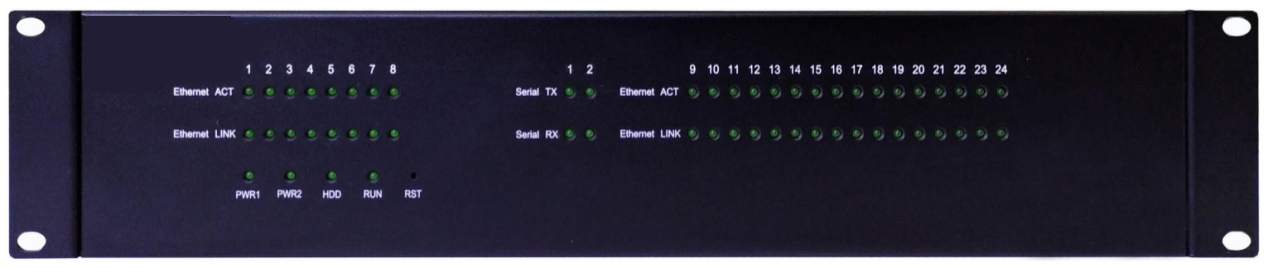 1 2 3 4 5 6 7 8 1 2 9 10 11 12 13 14 15 16 17 18 19 20 21 22 23 24
Ethernet ACT Serial TX Ethernet ACT
Ethernet LINK Serial RX Ethernet LINK
PWR1 PWR2 HDD RUN RST